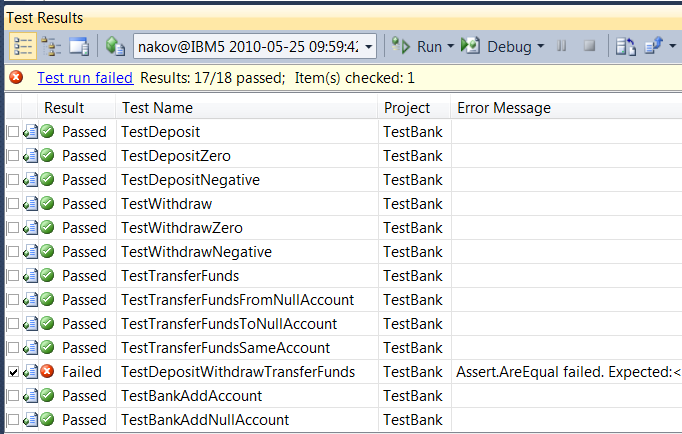 Test Results
nakov@IBM5 2010-05-25 09:59:42 Run Debug
Test run failed Results: 17/18 passed; Item(s) checked: 1
Result Test Name Project Error Message
Passed TestDeposit TestBank
Passed TestDepositZero TestBank
Passed TestDepositNegative TestBank
Passed TestWithdraw TestBank
Passed TestWithdrawZero TestBank
Passed TestWithdrawNegative TestBank
Passed TestTransferFunds TestBank
Passed TestTransferFundsFromNullAccount TestBank
Passed TestTransferFundsToNullAccount TestBank
Passed TestTransferFundsSameAccount TestBank
Failed TestDepositWithdrawTransferFunds TestBank Assert.AreEqual failed. Expected:<
Passed TestBankAddAccount TestBank
Passed TestBankAddNullAccount TestBank